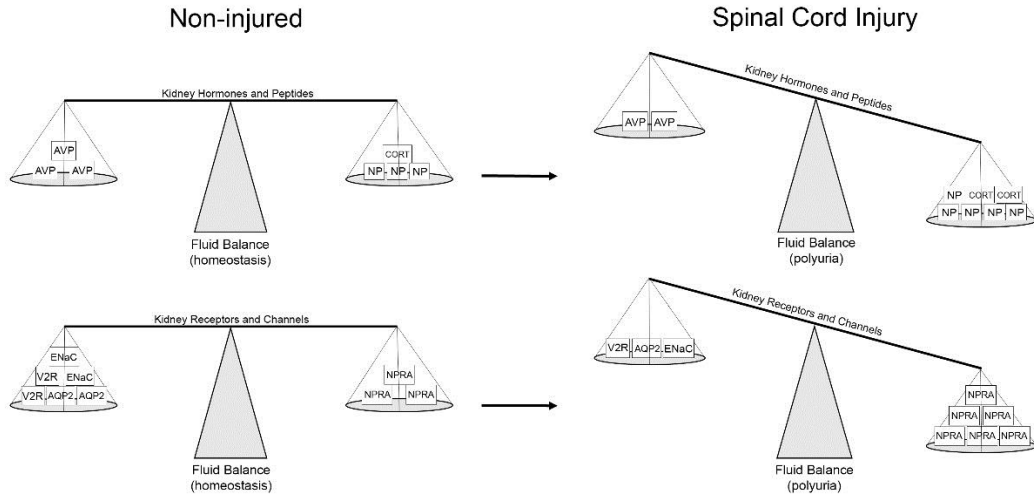 Non-injured
Spinal Cord Injury
Kidney Hormones and Peptides
AVP
AVP AVP
CORT
NP NP NP
Fluid Balance
(homeostasis)
Kidney Hormones and Peptides
AVP AVP
NP CORT CORT
NP NP NP NP
Fluid Balance
(polyuria)
Kidney Receptors and Channels
ENaC
V2R ENaC
V2R AQP2 AQP2
NPRA
NPRA NPRA
Fluid Balance
(homeostasis)
Kidney Receptors and Channels
V2R AQP2 ENaC
NPRA
NPRA NPRA
NPRA NPRA NPRA
Fluid Balance
(polyuria)